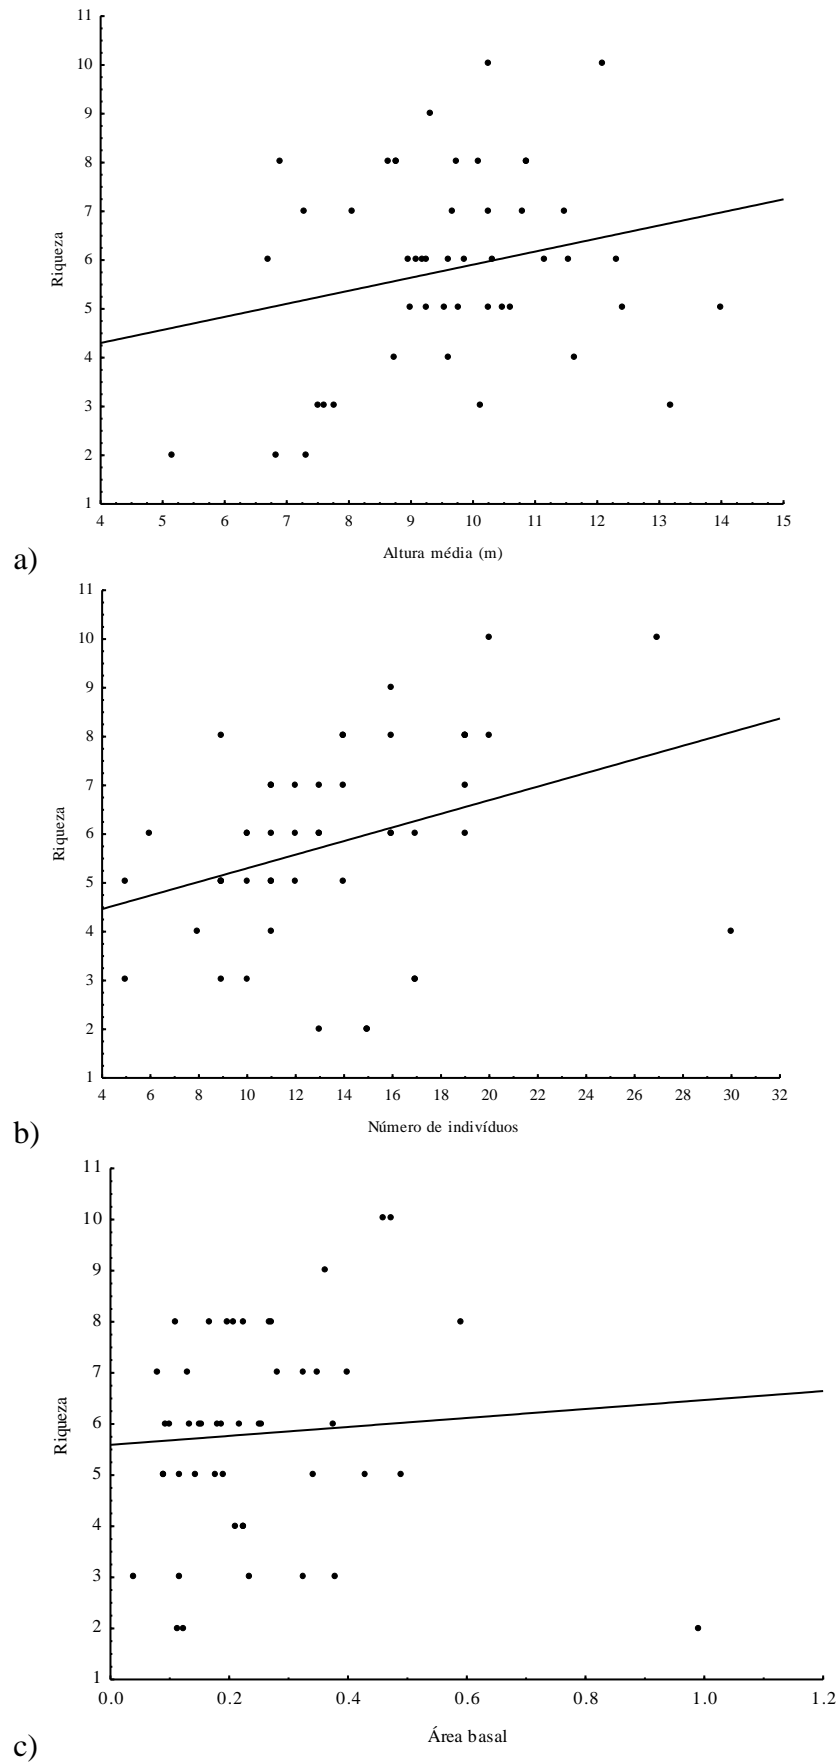 11
10
9
8
7
6
5
4
3
2
1
Riqueza
4 5 6 7 8 9 10 11 12 13 14 15
Altura média (m)
a)
11
10
9
8
7
6
5
4
3
2
1
Riqueza
4 6 8 10 12 14 16 18 20 22 24 26 28 30 32
Número de indivíduos
b)
11
10
9
8
7
6
5
4
3
2
1
Riqueza
0.0 0.2 0.4 0.6 0.8 1.0 1.2
Área basal
c)